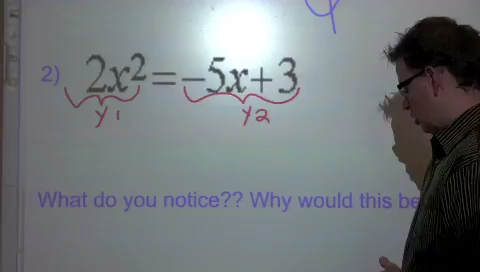 2) 2x² = −5x+3
y1 y2
What do you notice?? Why would this be